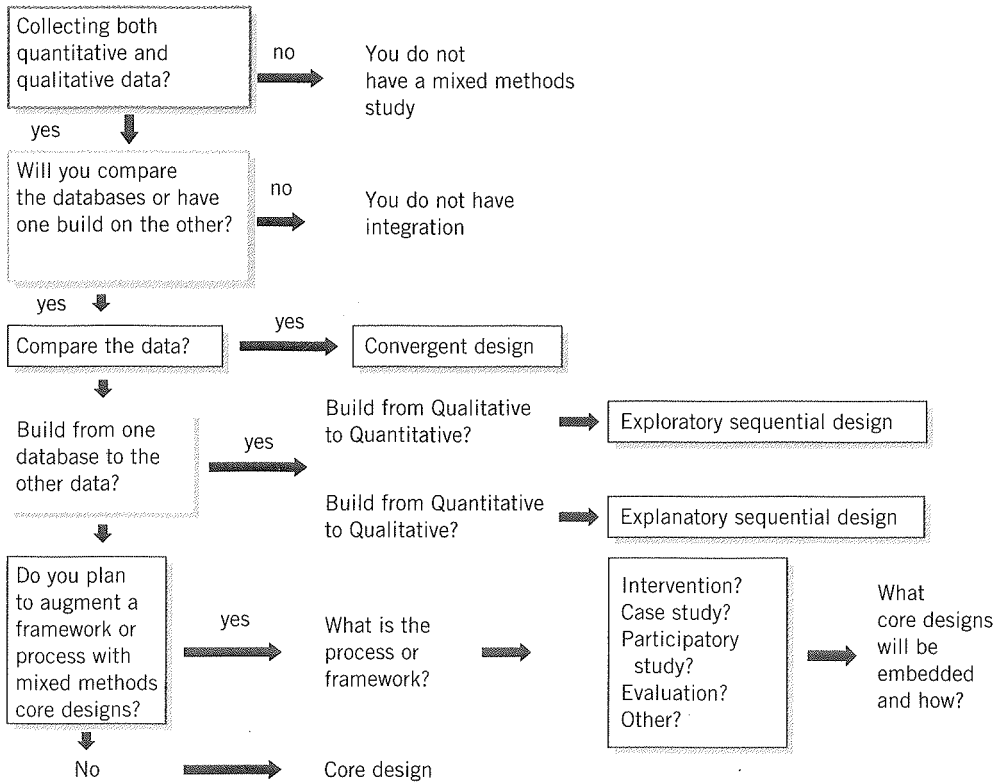 Collecting both
quantitative and
qualitative data?
no
You do not
have a mixed methods
study
yes
Will you compare
the databases or have
one build on the other?
no
You do not have
integration
yes
Compare the data?
yes
Convergent design
Build from one
database to the
other data?
yes
Build from Qualitative
to Quantitative?
Exploratory sequential design
Build from Quantitative
to Qualitative?
Explanatory sequential design
Do you plan
to augment a
framework or
process with
mixed methods
core designs?
yes
What is the
process or
framework?
Intervention?
Case study?
Participatory
study?
Evaluation?
Other?
What
core designs
will be
embedded
and how?
No
Core design